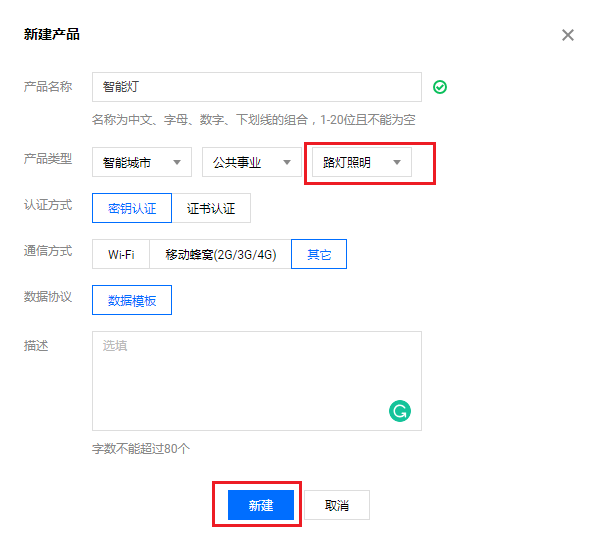 新建产品
产品名称 智能灯
名称为中文、字母、数字、下划线的组合，1-20位且不能为空
产品类型 智能城市 公共事业 路灯照明
认证方式 密钥认证 证书认证
通信方式 Wi-Fi 移动蜂窝(2G/3G/4G) 其它
数据协议 数据模板
描述 选填
字数不能超过80个
新建 取消